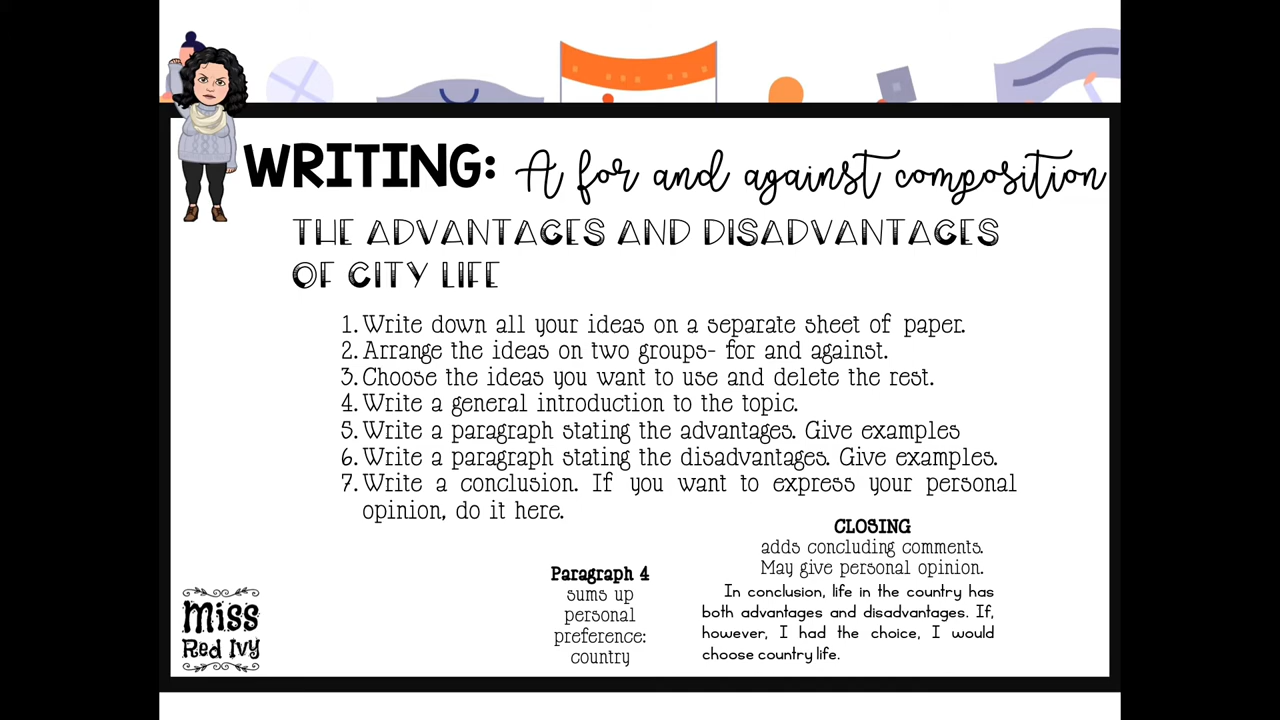 WRITING: A for and against composition
THE ADVANTAGES AND DISADVANTAGES
OF CITY LIFE
1. Write down all your ideas on a separate sheet of paper.
2. Arrange the ideas on two groups- for and against.
3. Choose the ideas you want to use and delete the rest.
4. Write a general introduction to the topic.
5. Write a paragraph stating the advantages. Give examples
6. Write a paragraph stating the disadvantages. Give examples.
7. Write a conclusion. If you want to express your personal
opinion, do it here.
Paragraph 4
sums up
personal
preference:
country
CLOSING
adds concluding comments.
May give personal opinion.
In conclusion, life in the country has
both advantages and disadvantages. If,
however, I had the choice, I would
choose country life.
Miss
Red Ivy